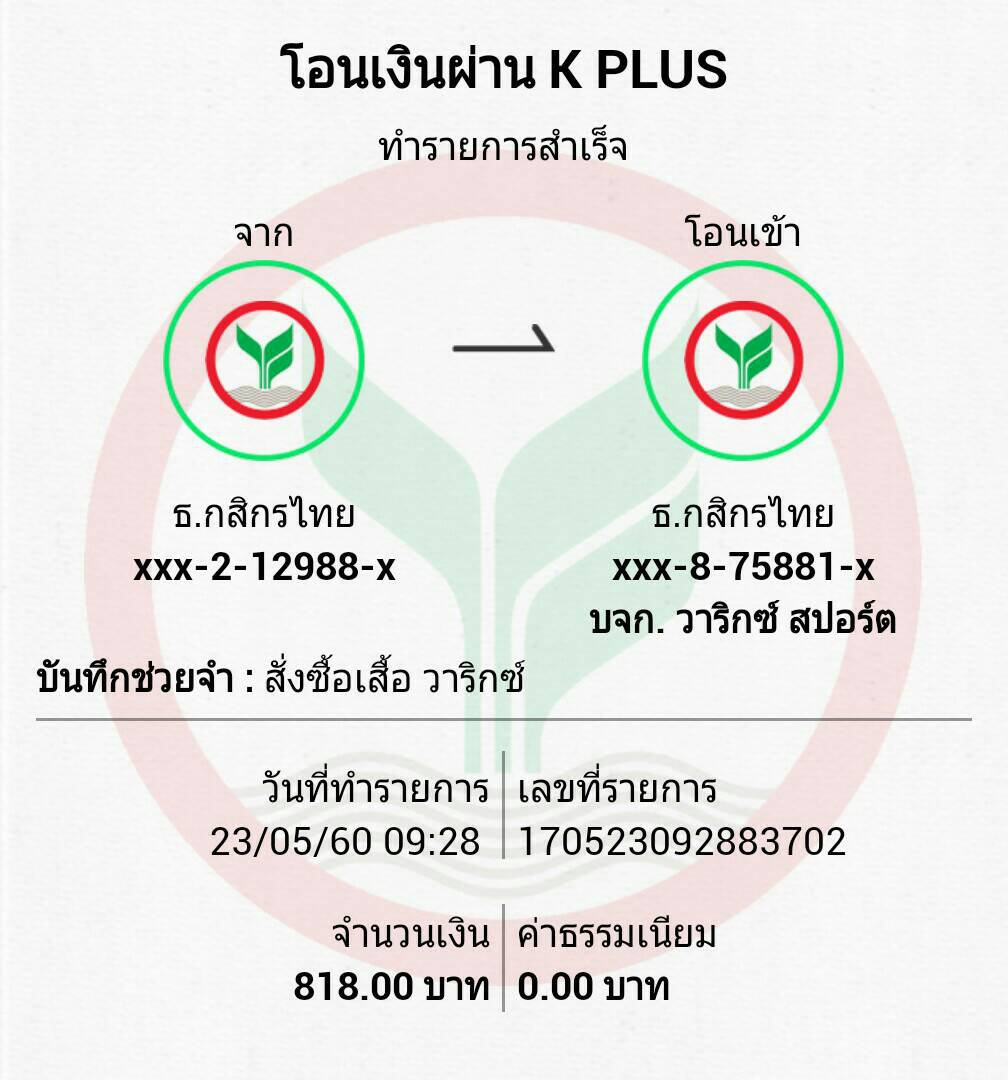 โอนเงินผ่าน K PLUS
ทำรายการสำเร็จ
จาก
โอนเข้า
ธ.กสิกรไทย
xxx-2-12988-x
ธ.กสิกรไทย
xxx-8-75881-x
บจก. วาริกซ์ สปอร์ต
บันทึกช่วยจำ : สั่งซื้อเสื้อ วาริกซ์
วันที่ทำรายการ
23/05/60 09:28
เลขที่รายการ
170523092883702
จำนวนเงิน
818.00 บาท
ค่าธรรมเนียม
0.00 บาท